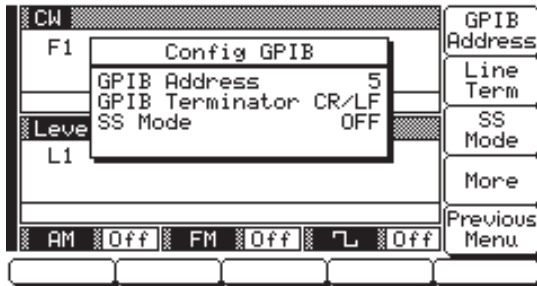 CW
F1
Config GPIB
GPIB Address 5
GPIB Terminator CR/LF
SS Mode OFF
Leve
L1
AM Off FM Off Off
GPIB
Address
Line
Term
SS
Mode
More
Previous
Menu